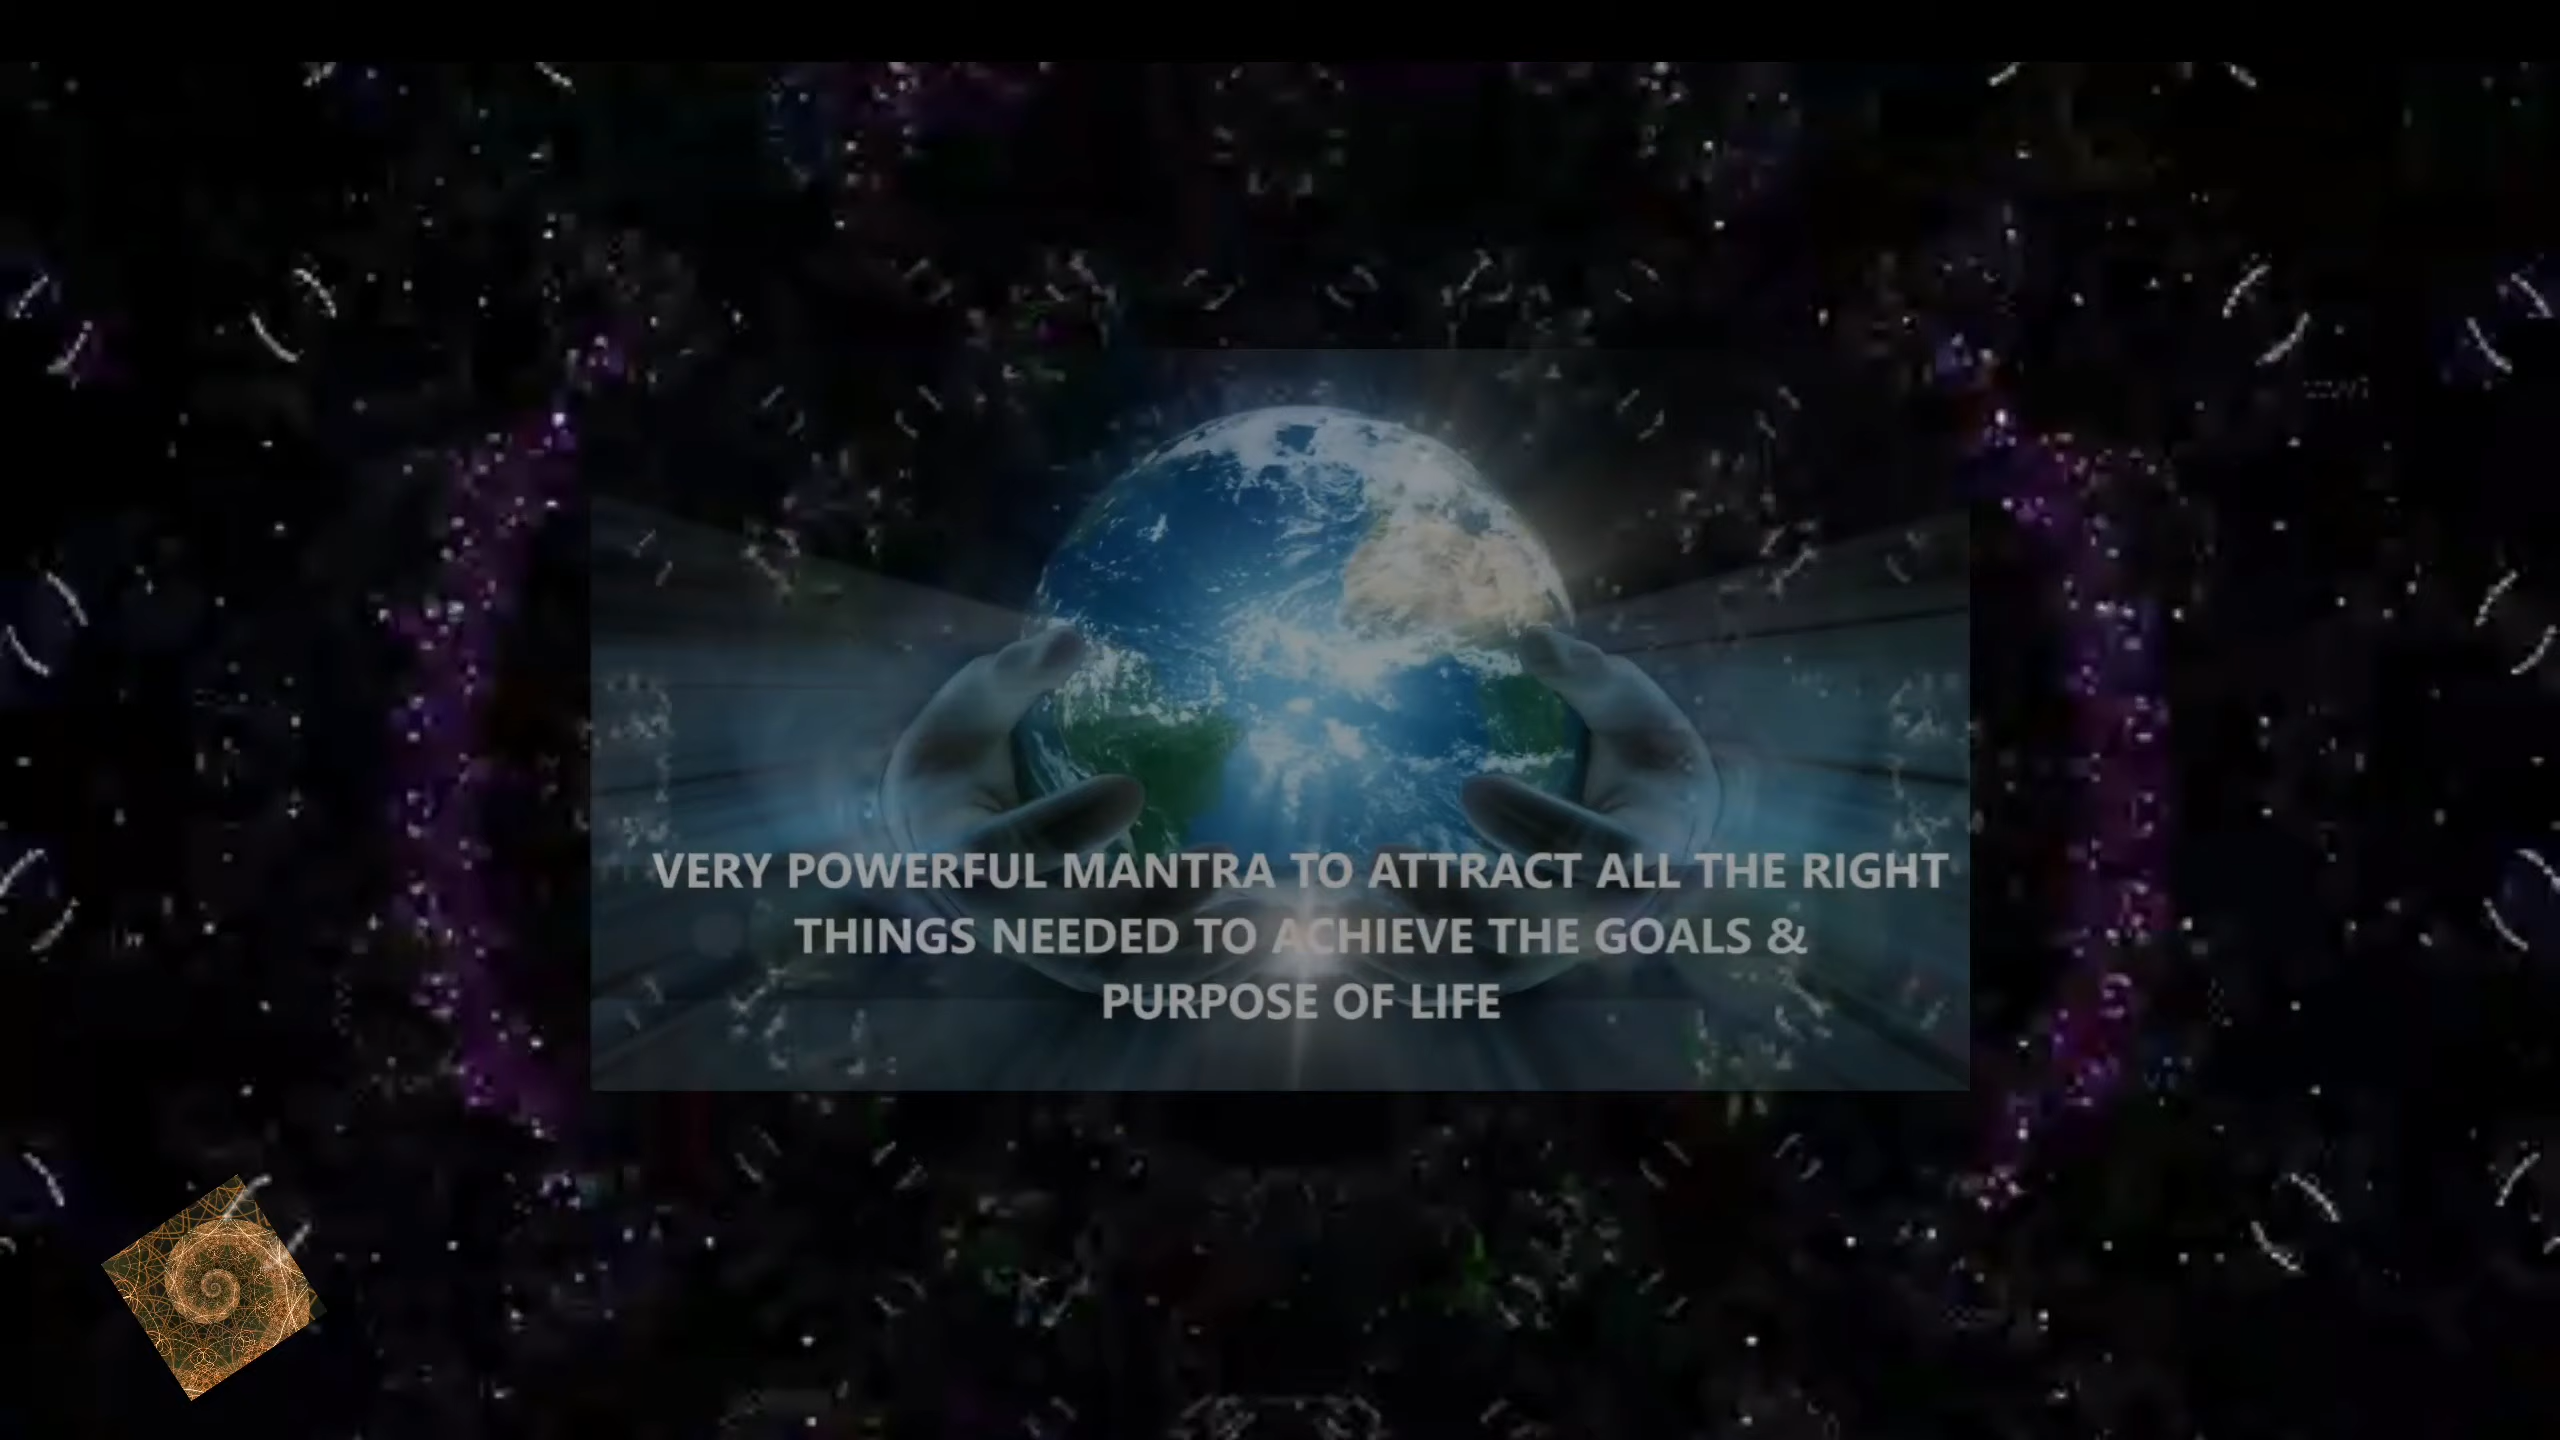 VERY POWERFUL MANTRA TO ATTRACT ALL THE RIGHT
THINGS NEEDED TO ACHIEVE THE GOALS &
PURPOSE OF LIFE